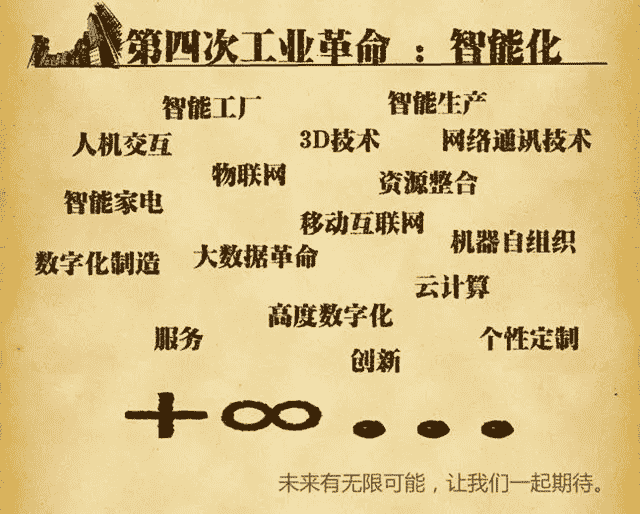 第四次工业革命 ：智能化
智能工厂 智能生产
人机交互 3D技术 网络通讯技术
物联网 资源整合
智能家电
移动互联网
机器自组织
数字化制造 大数据革命
云计算
高度数字化
服务 个性定制
创新
+∞...
未来有无限可能，让我们一起期待。